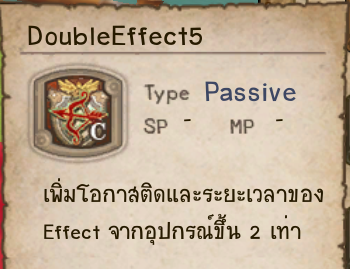 DoubleEffect5
Type Passive
SP - MP -
C
เพิ่มโอกาสติดและระยะเวลาของ
Effect จากอุปกรณ์ขึ้น 2 เท่า